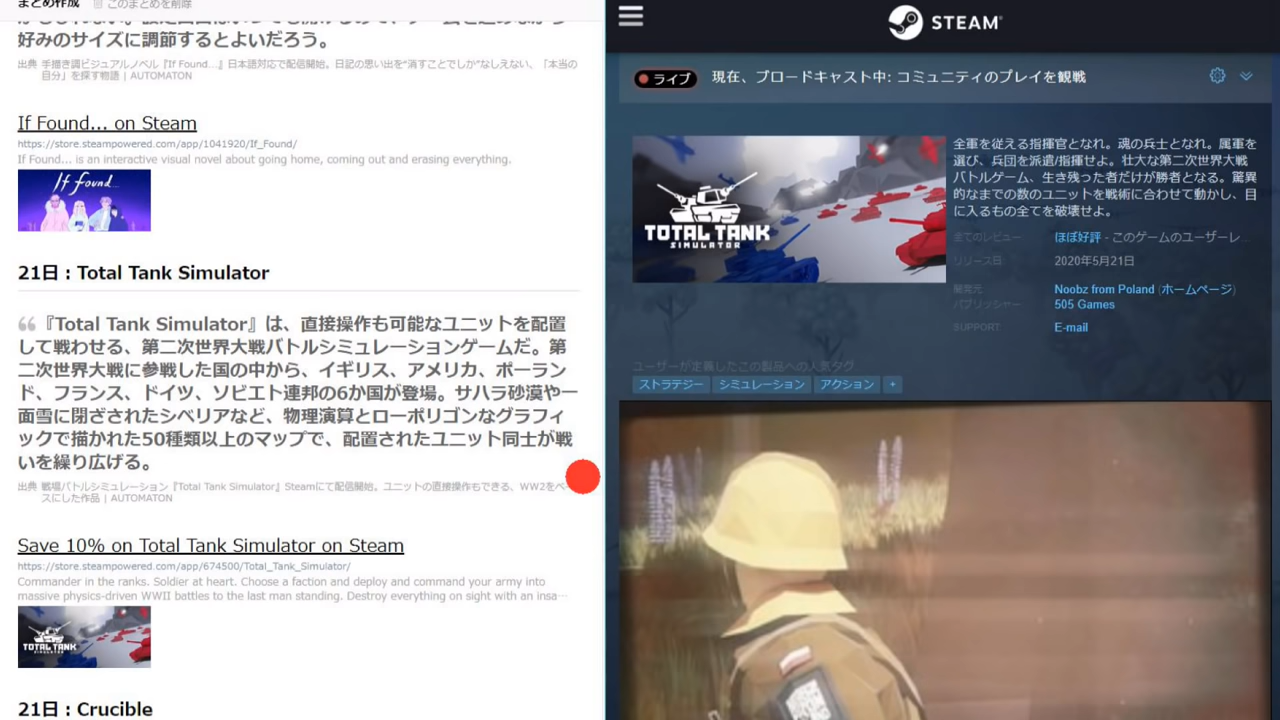 まとめ作成 このまとめを削除
好みのサイズに調節するとよいだろう。
出典 手描き調ビジュアルノベル『If Found...』日本語対応で配信開始。日記の思い出を“消すことでしか”なしえない、「本当の
自分」を探す物語 | AUTOMATON
If Found... on Steam
https://store.steampowered.com/app/1041920/If_Found/
If Found... is an interactive visual novel about going home, coming out and erasing everything.
If found...
21日 : Total Tank Simulator
『Total Tank Simulator』は、直接操作も可能なユニットを配置
して戦わせる、第二次世界大戦バトルシミュレーションゲームだ。第
二次世界大戦に参戦した国の中から、イギリス、アメリカ、ポーラン
ド、フランス、ドイツ、ソビエト連邦の6か国が登場。サハラ砂漠や一
面雪に閉ざされたシベリアなど、物理演算とローポリゴンなグラフィ
ックで描かれた50種類以上のマップで、配置されたユニット同士が戦
いを繰り広げる。
出典 戦場バトルシミュレーション『Total Tank Simulator』Steamにて配信開始。ユニットの直接操作もできる、WW2をベー
スにした作品 | AUTOMATON
Save 10% on Total Tank Simulator on Steam
https://store.steampowered.com/app/674500/Total_Tank_Simulator/
Commander in the ranks. Soldier at heart. Choose a faction and deploy and command your army into
massive physics-driven WWII battles to the last man standing. Destroy everything on sight with an insa…
TOTAL TANK
SIMULATOR
21日 : Crucible
STEAM
ライブ 現在、ブロードキャスト中: コミュニティのプレイを観戦
TOTAL TANK
SIMULATOR
全軍を従える指揮官となれ。魂の兵士となれ。属軍を
選び、兵団を派遣/指揮せよ。壮大な第二次世界大戦
バトルゲーム、生き残った者だけが勝者となる。驚異
的なまでの数のユニットを戦術に合わせて動かし、目
に入るもの全てを破壊せよ。
全てのレビュー ほぼ好評 - このゲームのユーザーレ...
リリース日 2020年5月21日
開発元 Noobz from Poland (ホームページ)
パブリッシャー 505 Games
SUPPORT E-mail
ユーザーが定義したこの製品への人気タグ
ストラテジー シミュレーション アクション +